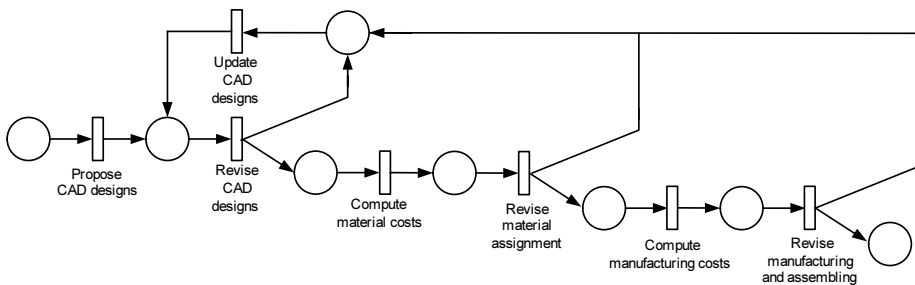 Update
CAD
designs
Propose
CAD designs
Revise
CAD
designs
Compute
material costs
Revise
material
assignment
Compute
manufacturing costs
Revise
manufacturing
and assembling